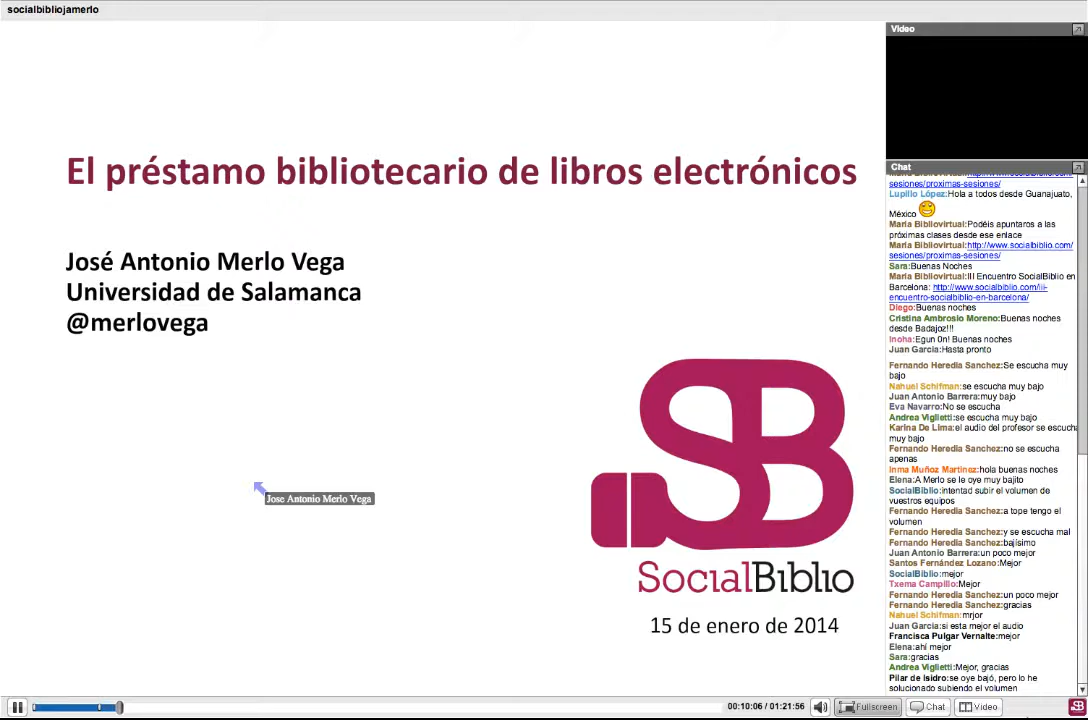 socialbibliojamerlo
El préstamo bibliotecario de libros electrónicos
José Antonio Merlo Vega
Universidad de Salamanca
@merlovega
Jose Antonio Merlo Vega
SB
SocialBiblio
15 de enero de 2014
Video
Chat
María Bibliovirtual:http://www.socialbiblio.com/
sesiones/proximas-sesiones/
Lupillo López:Hola a todos desde Guanajuato,
México
María Bibliovirtual:Podéis apuntaros a las
próximas clases desde ese enlace
María Bibliovirtual:http://www.socialbiblio.com/
sesiones/proximas-sesiones/
Sara:Buenas Noches
María Bibliovirtual:III Encuentro SocialBiblio en
Barcelona: http://www.socialbiblio.com/iii-
encuentro-socialbiblio-en-barcelona/
Diego:Buenas noches
Cristina Ambrosio Moreno:Buenas noches
desde Badajoz!!!
Inoha:Egun 0n! Buenas noches
Juan Garcia:Hasta pronto
Fernando Heredia Sanchez:Se escucha muy
bajo
Nahuel Schifman:se escucha muy bajo
Juan Antonio Barrera:muy bajo
Eva Navarro:No se escucha
Andrea Viglietti:se escucha muy bajo
Karina De Lima:el audio del profesor se escucha
muy bajo
Fernando Heredia Sanchez:no se escucha
apenas
Inma Muñoz Martínez:hola buenas noches
Elena:A Merlo se le oye muy bajito
SocialBiblio:intentad subir el volumen de
vuestros equipos
Fernando Heredia Sanchez:a tope tengo el
volumen
Fernando Heredia Sanchez:y se escucha mal
Fernando Heredia Sanchez:bajísimo
Juan Antonio Barrera:un poco mejor
Santos Fernández Lozano:Mejor
SocialBiblio:mejor
Txema Campillo:Mejor
Fernando Heredia Sanchez:un poco mejor
Fernando Heredia Sanchez:gracias
Nahuel Schifman:mrjor
Juan Garcia:si esta mejor el audio
Francisca Pulgar Vernalte:mejor
Elena:ahí mejor
Sara:gracias
Andrea Viglietti:Mejor, gracias
Pilar de Isidro:se oye bajó, pero lo he
solucionado subiendo el volumen
00:10:06 / 01:21:56
Fullscreen
Chat
Video
SB